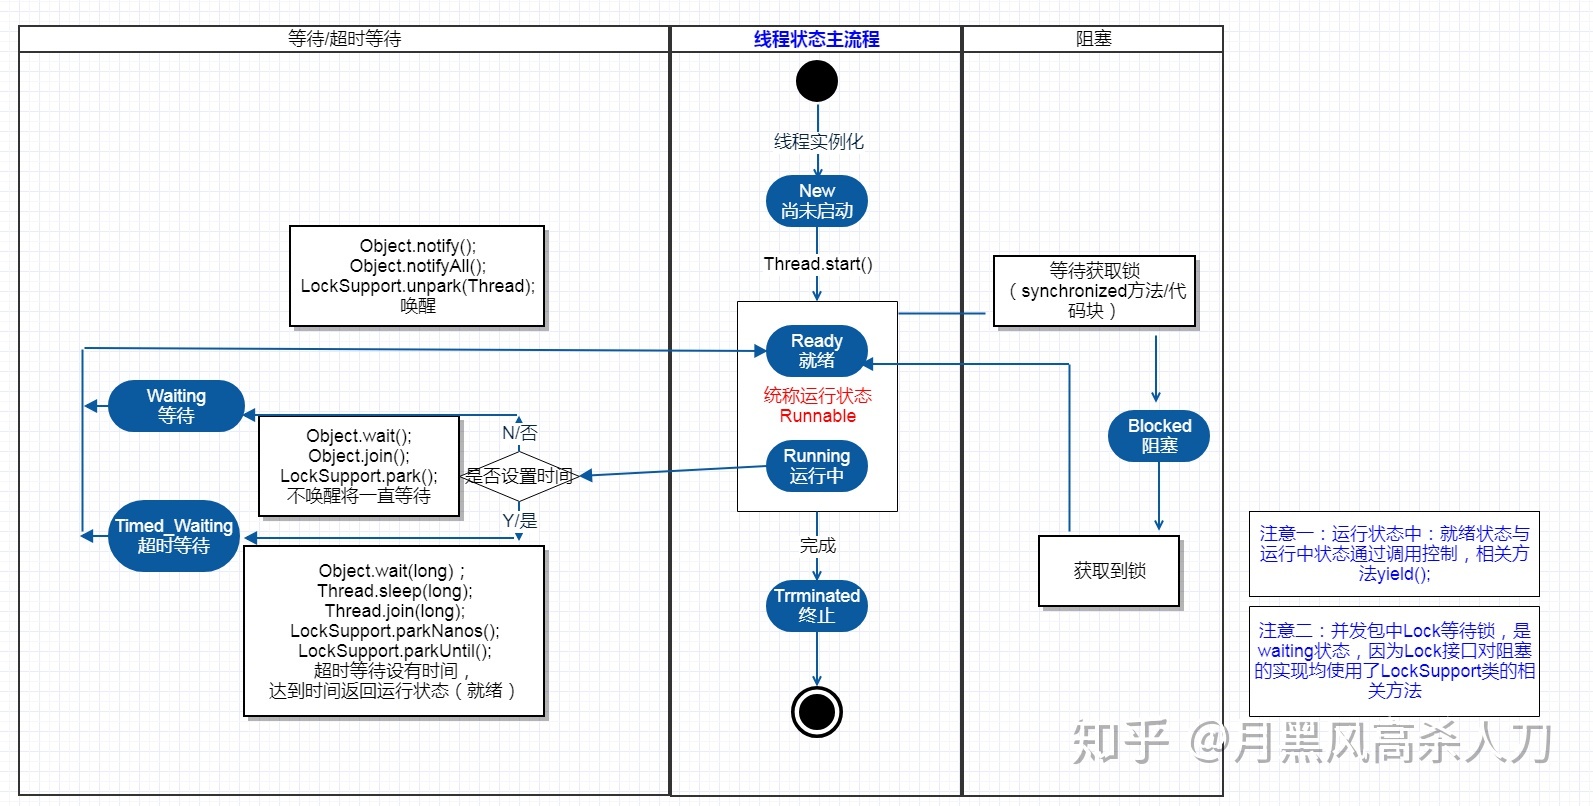 等待/超时等待
线程状态主流程
阻塞
线程实例化
New
尚未启动
Thread.start()
Object.notify();
Object.notifyAll();
LockSupport.unpark(Thread);
唤醒
等待获取锁
（synchronized方法/代
码块）
Ready
就绪
统称运行状态
Runnable
Running
运行中
Waiting
等待
N/否
Object.wait();
Object.join();
LockSupport.park();
不唤醒将一直等待
是否设置时间
Y/是
Timed_Waiting
超时等待
Object.wait(long)；
Thread.sleep(long);
Thread.join(long);
LockSupport.parkNanos();
LockSupport.parkUntil();
超时等待设有时间，
达到时间返回运行状态（就绪）
Blocked
阻塞
获取到锁
完成
Trrminated
终止
注意一：运行状态中：就绪状态与
运行中状态通过调用控制，相关方
法yield();
注意二：并发包中Lock等待锁，是
waiting状态，因为Lock接口对阻塞
的实现均使用了LockSupport类的相
关方法
知乎 @月黑风高杀人刀